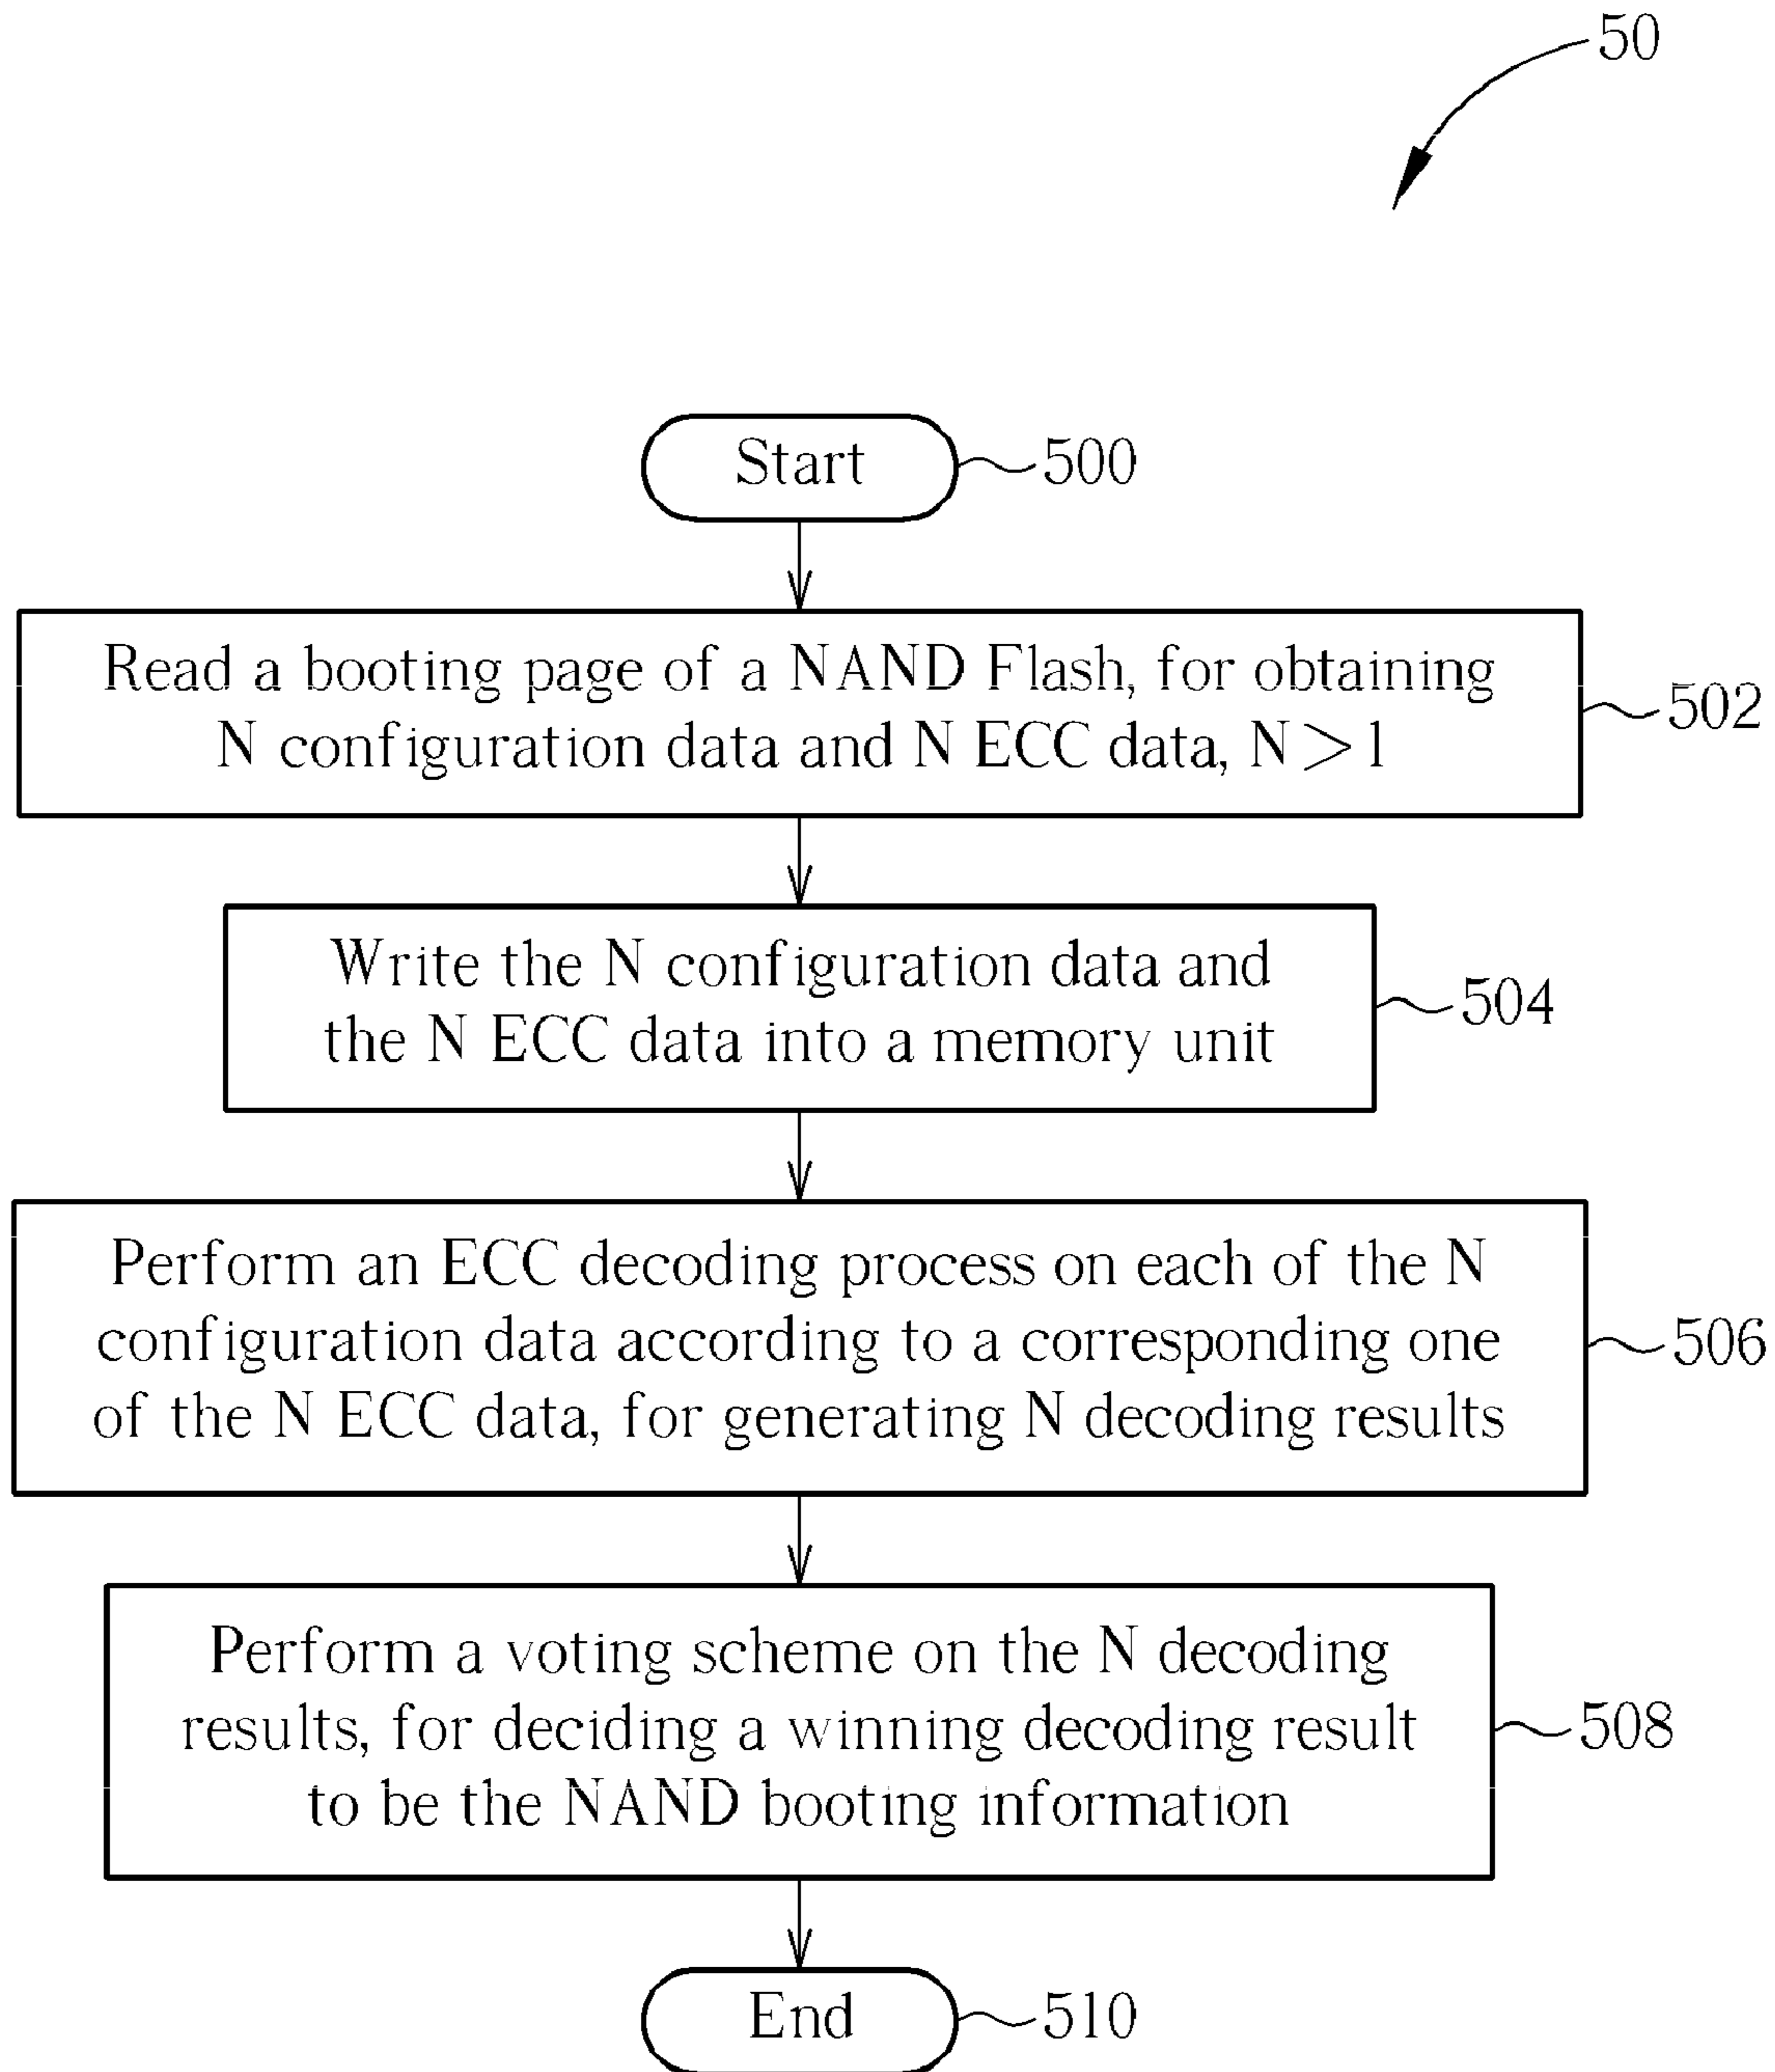 50
Start
500
Read a booting page of a NAND Flash, for obtaining
N configuration data and N ECC data, N>1
502
Write the N configuration data and
the N ECC data into a memory unit
504
Perform an ECC decoding process on each of the N
configuration data according to a corresponding one
of the N ECC data, for generating N decoding results
506
Perform a voting scheme on the N decoding
results, for deciding a winning decoding result
to be the NAND booting information
508
End
510